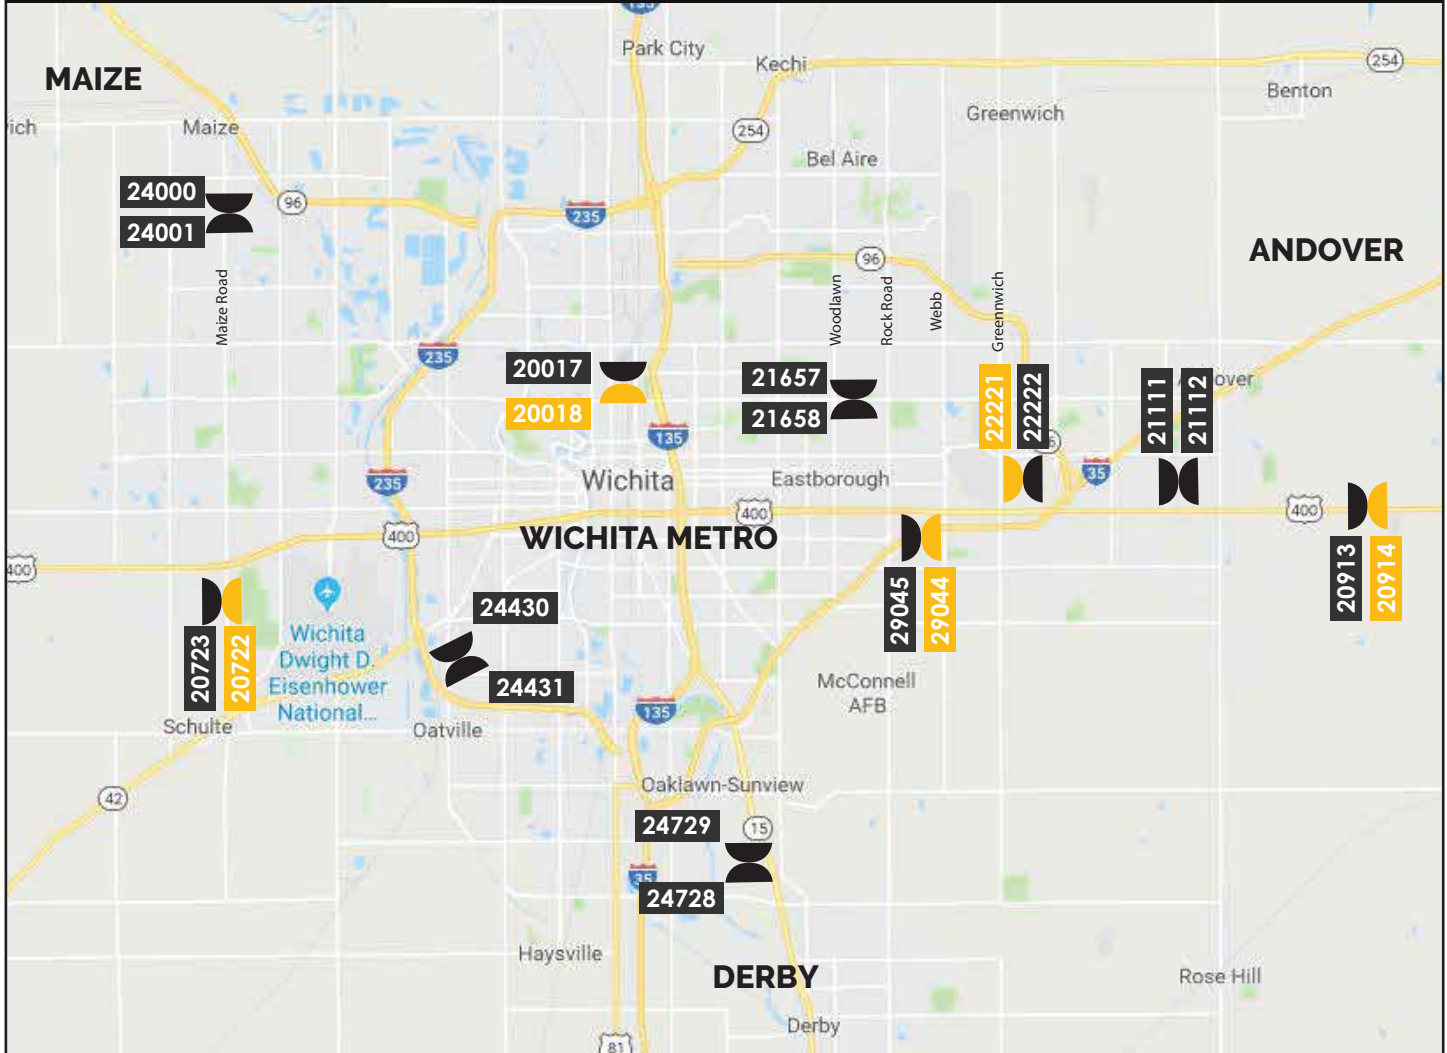 135
Park City
MAIZE
Kechi
254
Benton
Greenwich
ich
Maize
254
Bel Aire
24000
96
235
24001
ANDOVER
96
Maize Road
Woodlawn
Rock Road
Webb
Greenwich
235
20017
21657
20018
21658
22221
22222
21111
21112
over
135
Wichita
Eastborough
235
35
400
400
400
WICHITA METRO
400
29045
29044
20913
20914
24430
20723
20722
Wichita
Dwight D.
Eisenhower
National...
24431
McConnell
AFB
135
Schulte
Oatville
42
Oaklawn-Sunview
24729
15
35
24728
Haysville
DERBY
Rose Hill
Derby
81